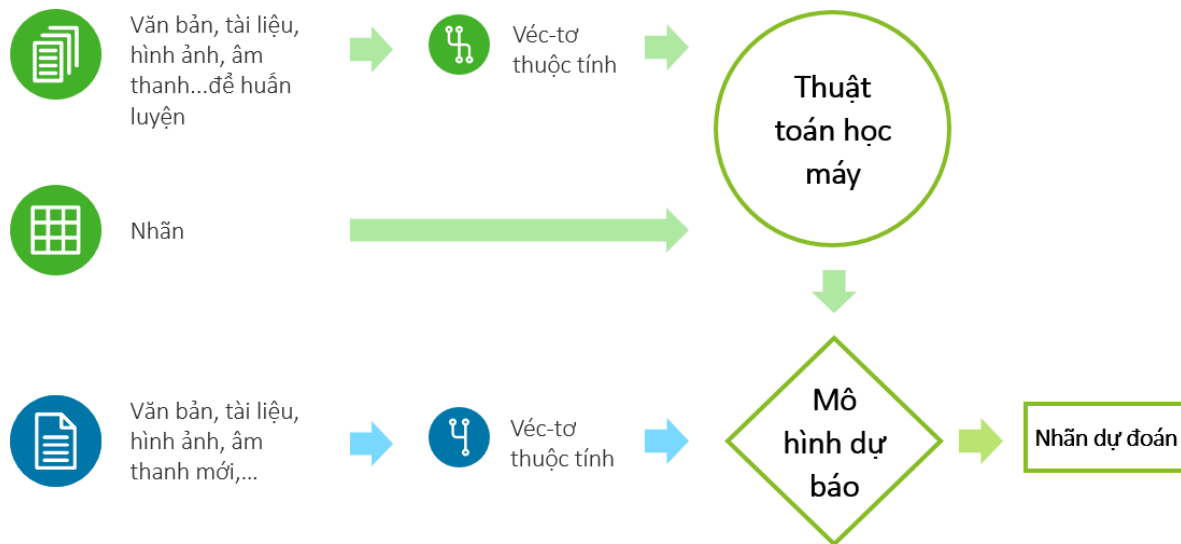 Văn bản, tài liệu,
hình ảnh, âm
thanh...để huấn
luyện
Véc-tơ
thuộc tính
Thuật
toán học
máy
Nhãn
Văn bản, tài liệu,
hình ảnh, âm
thanh mới,...
Véc-tơ
thuộc tính
Mô
hình dự
báo
Nhãn dự đoán